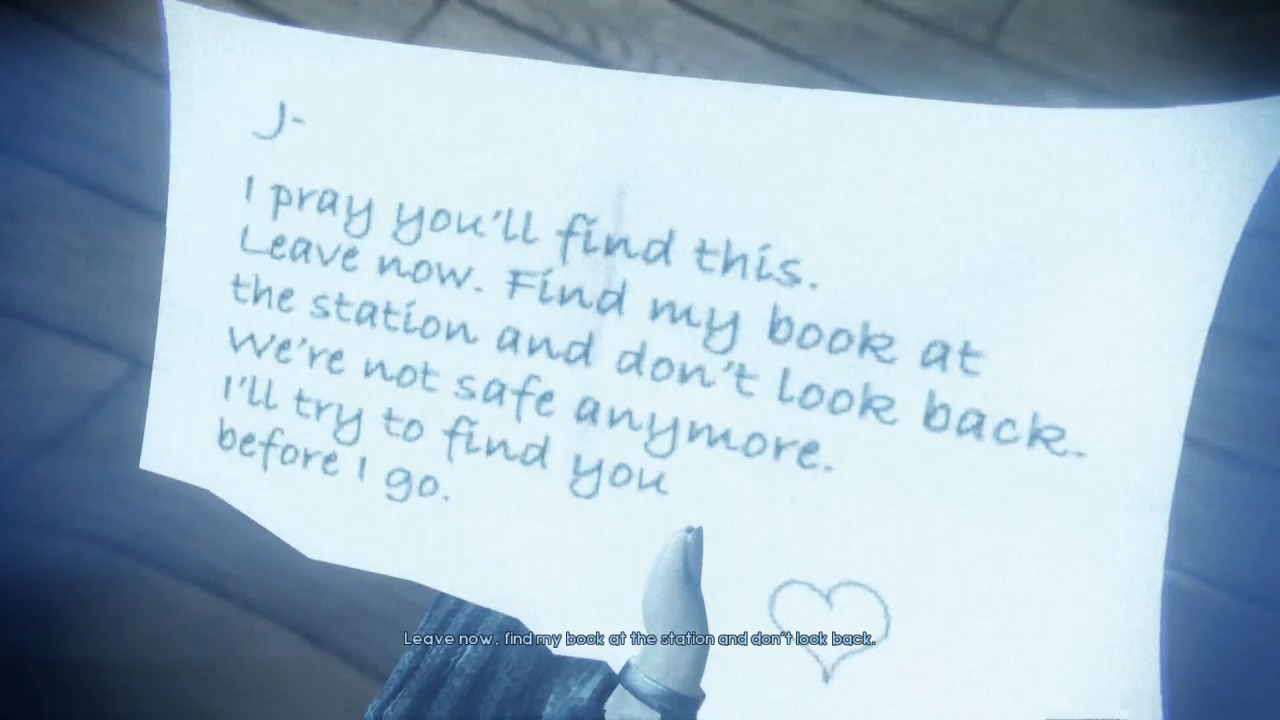 J-
I pray you'll find this.
Leave now. Find my book at
the station and don't look back.
We're not safe anymore.
I'll try to find you
before I go.
Leave now, find my book at the station and don't look back.